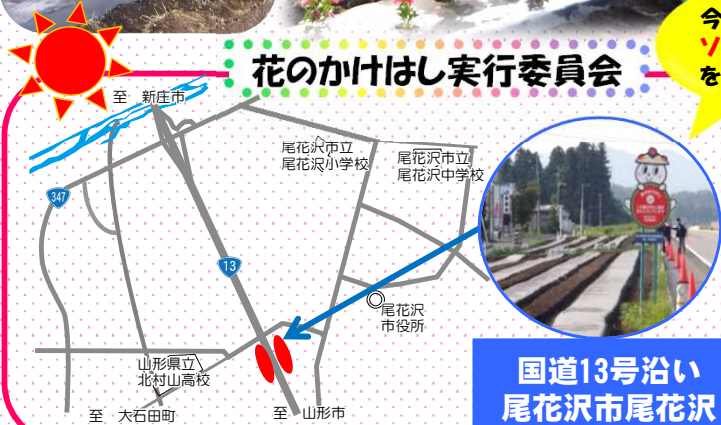 今
ソ
を
花のかけはし実行委員会
至 新庄市
尾花沢市立
尾花沢小学校
尾花沢市立
尾花沢中学校
347
13
尾花沢
市役所
山形県立
北村山高校
至 大石田町
至 山形市
国道13号沿い
尾花沢市尾花沢